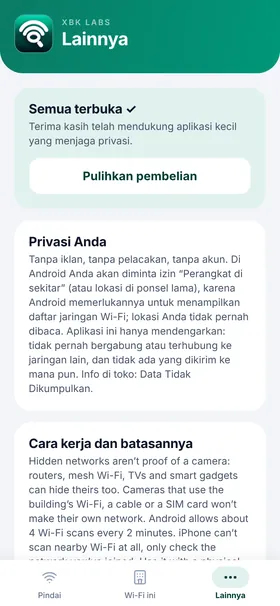 XBK LABS
Lainnya
Semua terbuka ✓
Terima kasih telah mendukung aplikasi kecil
yang menjaga privasi.
Pulihkan pembelian
Privasi Anda
Tanpa iklan, tanpa pelacakan, tanpa akun. Di
Android Anda akan diminta izin “Perangkat di
sekitar” (atau lokasi di ponsel lama), karena
Android memerlukannya untuk menampilkan
daftar jaringan Wi-Fi; lokasi Anda tidak pernah
dibaca. Aplikasi ini hanya mendengarkan:
tidak pernah bergabung atau terhubung ke
jaringan lain, dan tidak ada yang dikirim ke
mana pun. Info di toko: Data Tidak
Dikumpulkan.
Cara kerja dan batasannya
Hidden networks aren’t proof of a camera:
routers, mesh Wi-Fi, TVs and smart gadgets
can hide theirs too. Cameras that use the
building’s Wi-Fi, a cable or a SIM card won’t
make their own network. Android allows about
4 Wi-Fi scans every 2 minutes. iPhone can’t
scan nearby Wi-Fi at all, only check the
Pindai
Wi-Fi ini
Lainnya